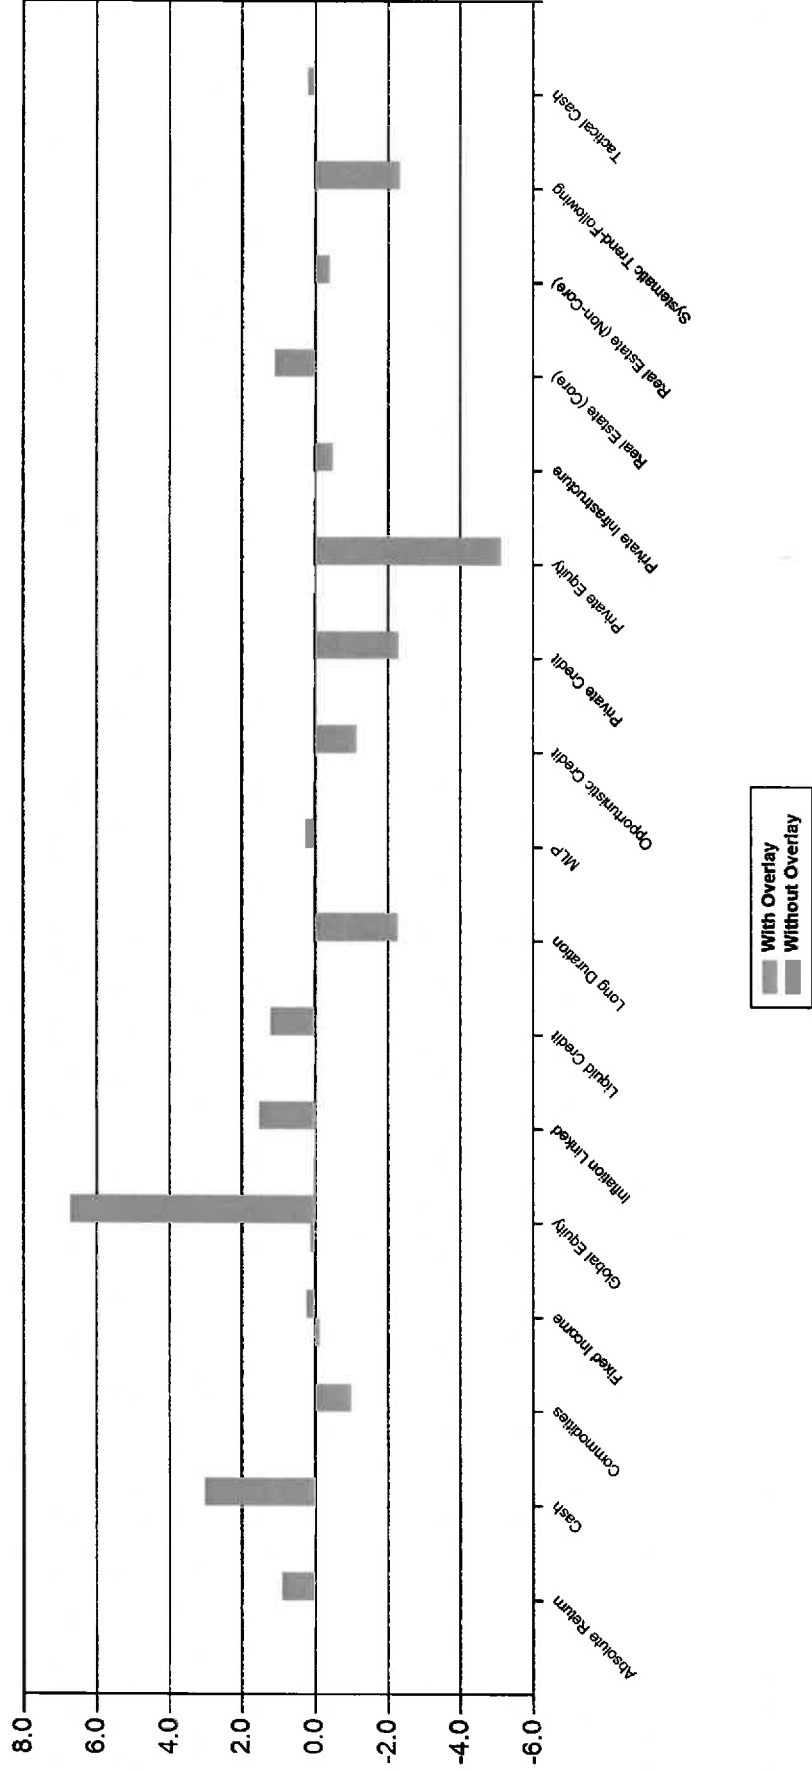 8.0
6.0
4.0
2.0
0.0
-2.0
-4.0
-6.0
Absolute Return
Cash
Commodities
Fixed Income
Global Equity
Inflation Linked
Liquid Credit
Long Duration
MLP
Opportunistic Credit
Private Credit
Private Equity
Private Infrastructure
Real Estate (Core)
Real Estate (Non-Core)
Systematic Trend-Following
Tactical Cash
With Overlay
Without Overlay